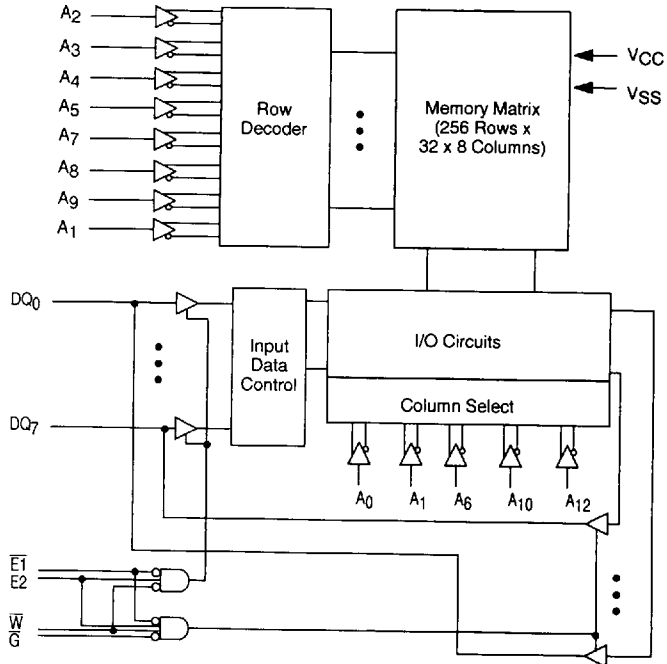 A2
A3
A4
A5
A7
A8
A9
A1
Row
Decoder
Memory Matrix
(256 Rows x
32 x 8 Columns)
VCC
VSS
DQ0
DQ7
Input
Data
Control
I/O Circuits
Column Select
A0
A1
A6
A10
A12
E1
E2
W
G